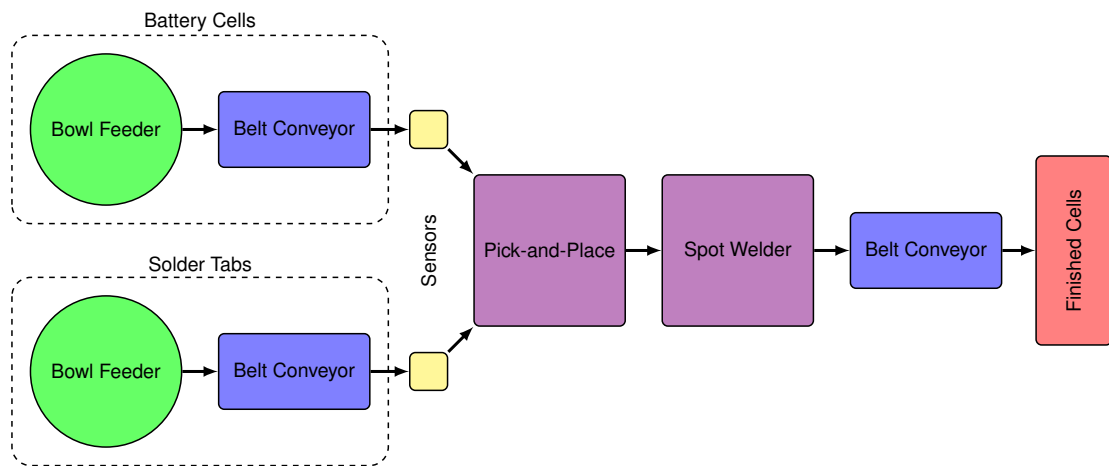 Battery Cells
Bowl Feeder
Belt Conveyor
Sensors
Solder Tabs
Bowl Feeder
Belt Conveyor
Pick-and-Place
Spot Welder
Belt Conveyor
Finished Cells